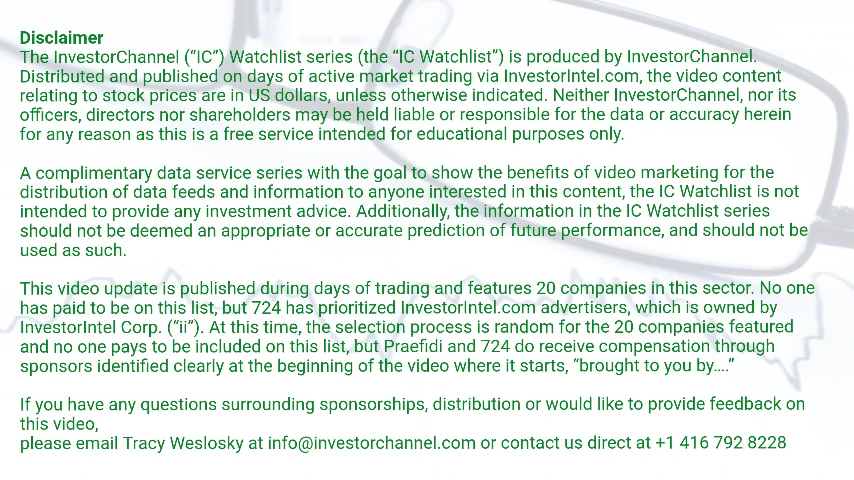 Disclaimer
The InvestorChannel (“IC”) Watchlist series (the “IC Watchlist”) is produced by InvestorChannel.
Distributed and published on days of active market trading via InvestorIntel.com, the video content
relating to stock prices are in US dollars, unless otherwise indicated. Neither InvestorChannel, nor its
officers, directors nor shareholders may be held liable or responsible for the data or accuracy herein
for any reason as this is a free service intended for educational purposes only.
A complimentary data service series with the goal to show the benefits of video marketing for the
distribution of data feeds and information to anyone interested in this content, the IC Watchlist is not
intended to provide any investment advice. Additionally, the information in the IC Watchlist series
should not be deemed an appropriate or accurate prediction of future performance, and should not be
used as such.
This video update is published during days of trading and features 20 companies in this sector. No one
has paid to be on this list, but 724 has prioritized InvestorIntel.com advertisers, which is owned by
InvestorIntel Corp. (“ii”). At this time, the selection process is random for the 20 companies featured
and no one pays to be included on this list, but Praefidi and 724 do receive compensation through
sponsors identified clearly at the beginning of the video where it starts, “brought to you by....”
If you have any questions surrounding sponsorships, distribution or would like to provide feedback on
this video,
please email Tracy Weslosky at info@investorchannel.com or contact us direct at +1 416 792 8228